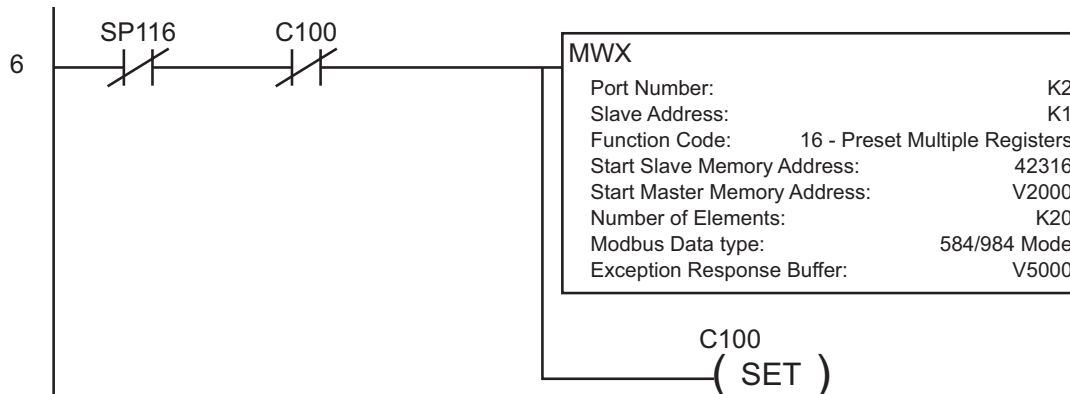 SP116 C100
6
MWX
Port Number: K2
Slave Address: K1
Function Code: 16 - Preset Multiple Registers
Start Slave Memory Address: 42316
Start Master Memory Address: V2000
Number of Elements: K20
Modbus Data type: 584/984 Mode
Exception Response Buffer: V5000
C100
( SET )